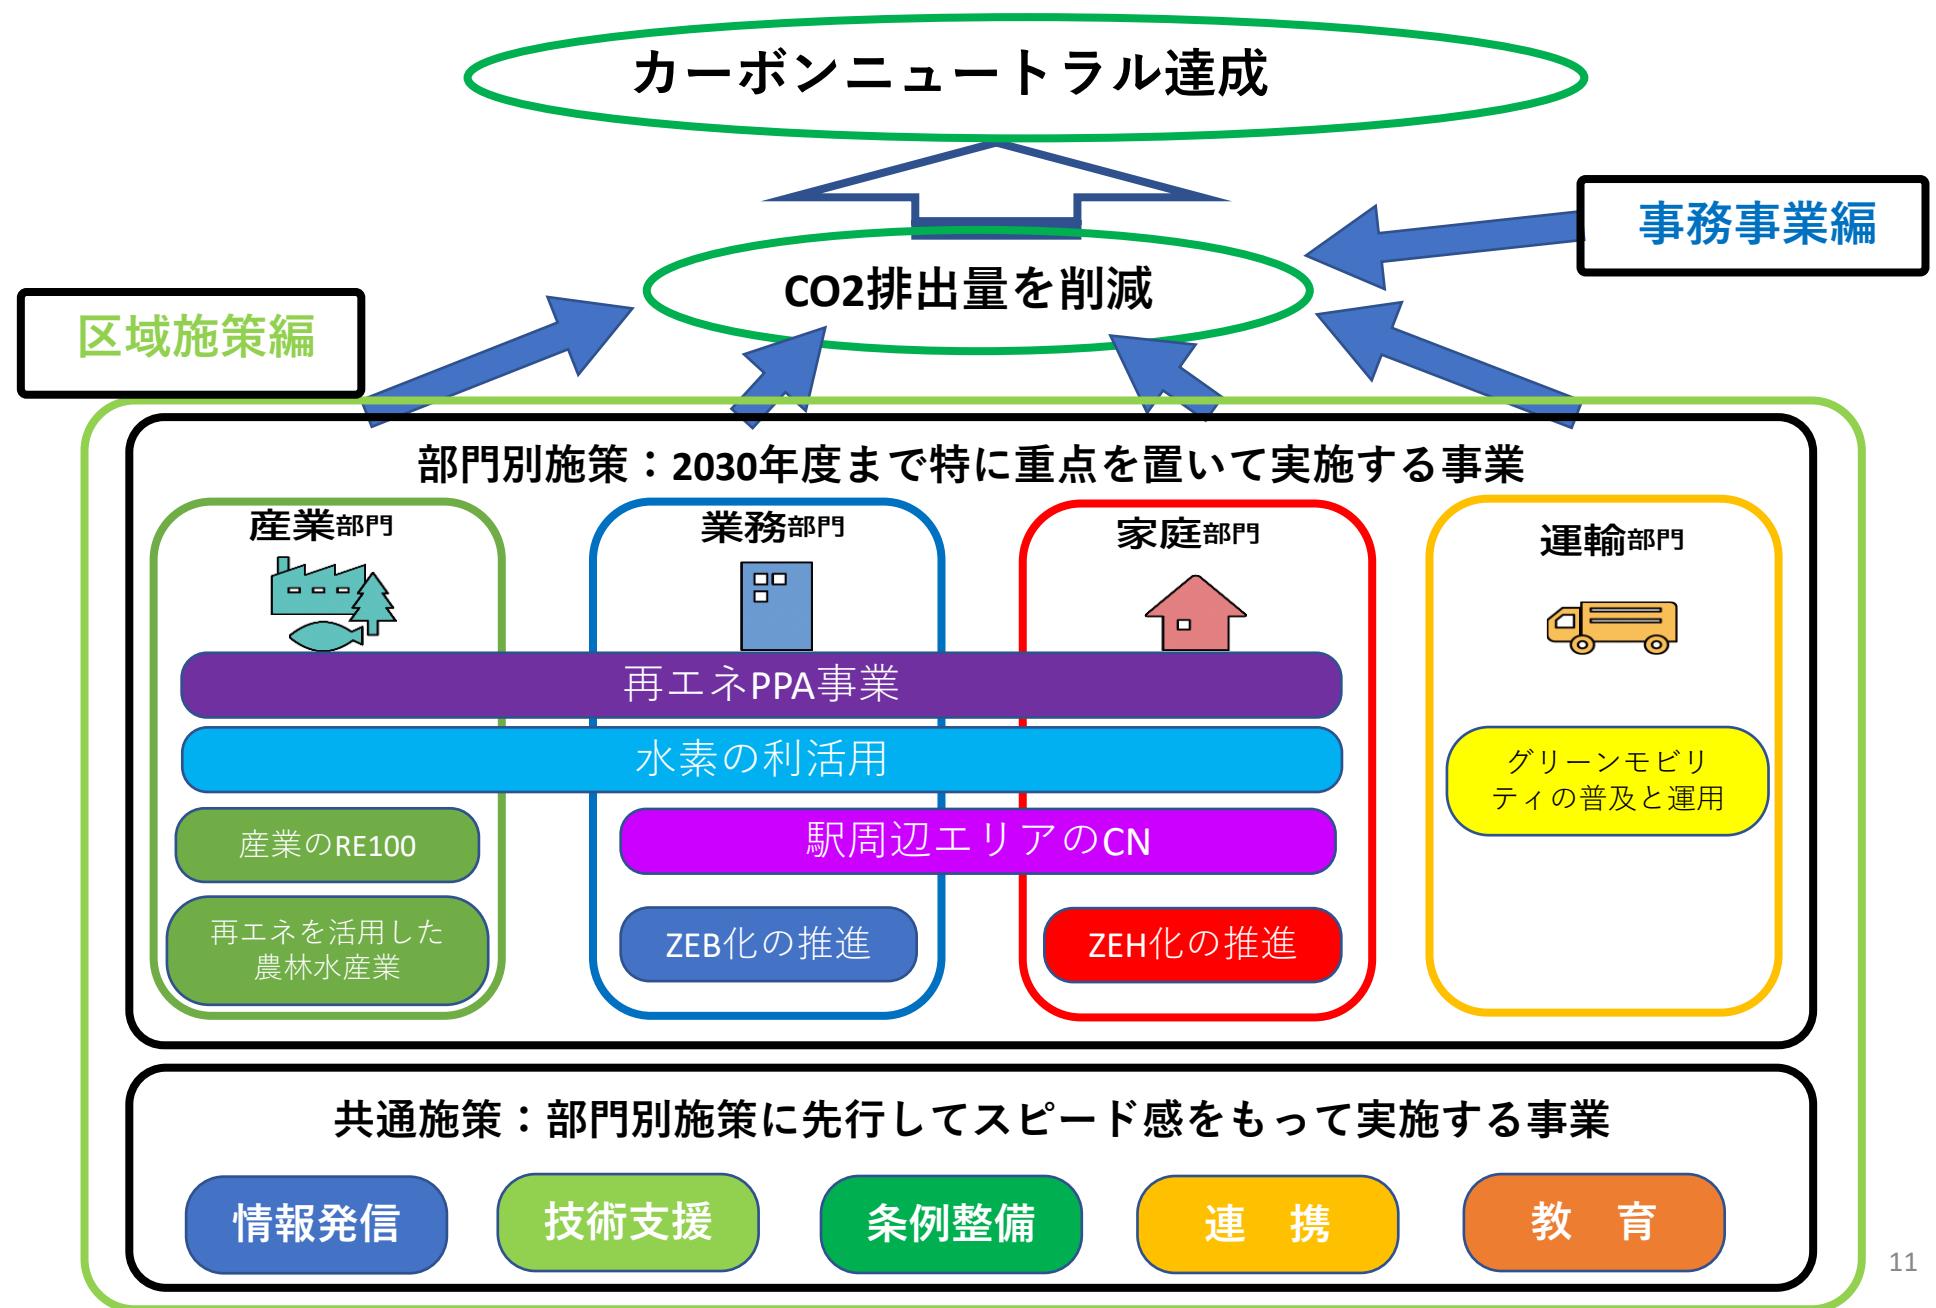 カーボンニュートラル達成
事務事業編
CO2排出量を削減
区域施策編
部門別施策：2030年度まで特に重点を置いて実施する事業
産業部門
業務部門
家庭部門
運輸部門
再エネPPA事業
水素の利活用
グリーンモビリ
ティの普及と運用
産業のRE100
駅周辺エリアのCN
再エネを活用した
農林水産業
ZEB化の推進
ZEH化の推進
共通施策：部門別施策に先行してスピード感をもって実施する事業
情報発信
技術支援
条例整備
連　携
教　育
11